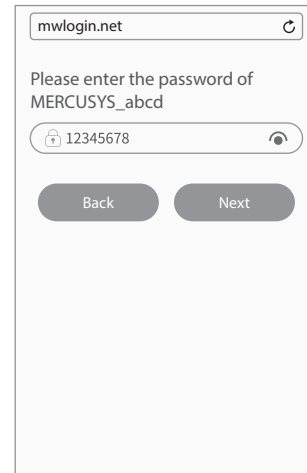 mwlogin.net
Please enter the password of
MERCUSYS_abcd
12345678
Back Next